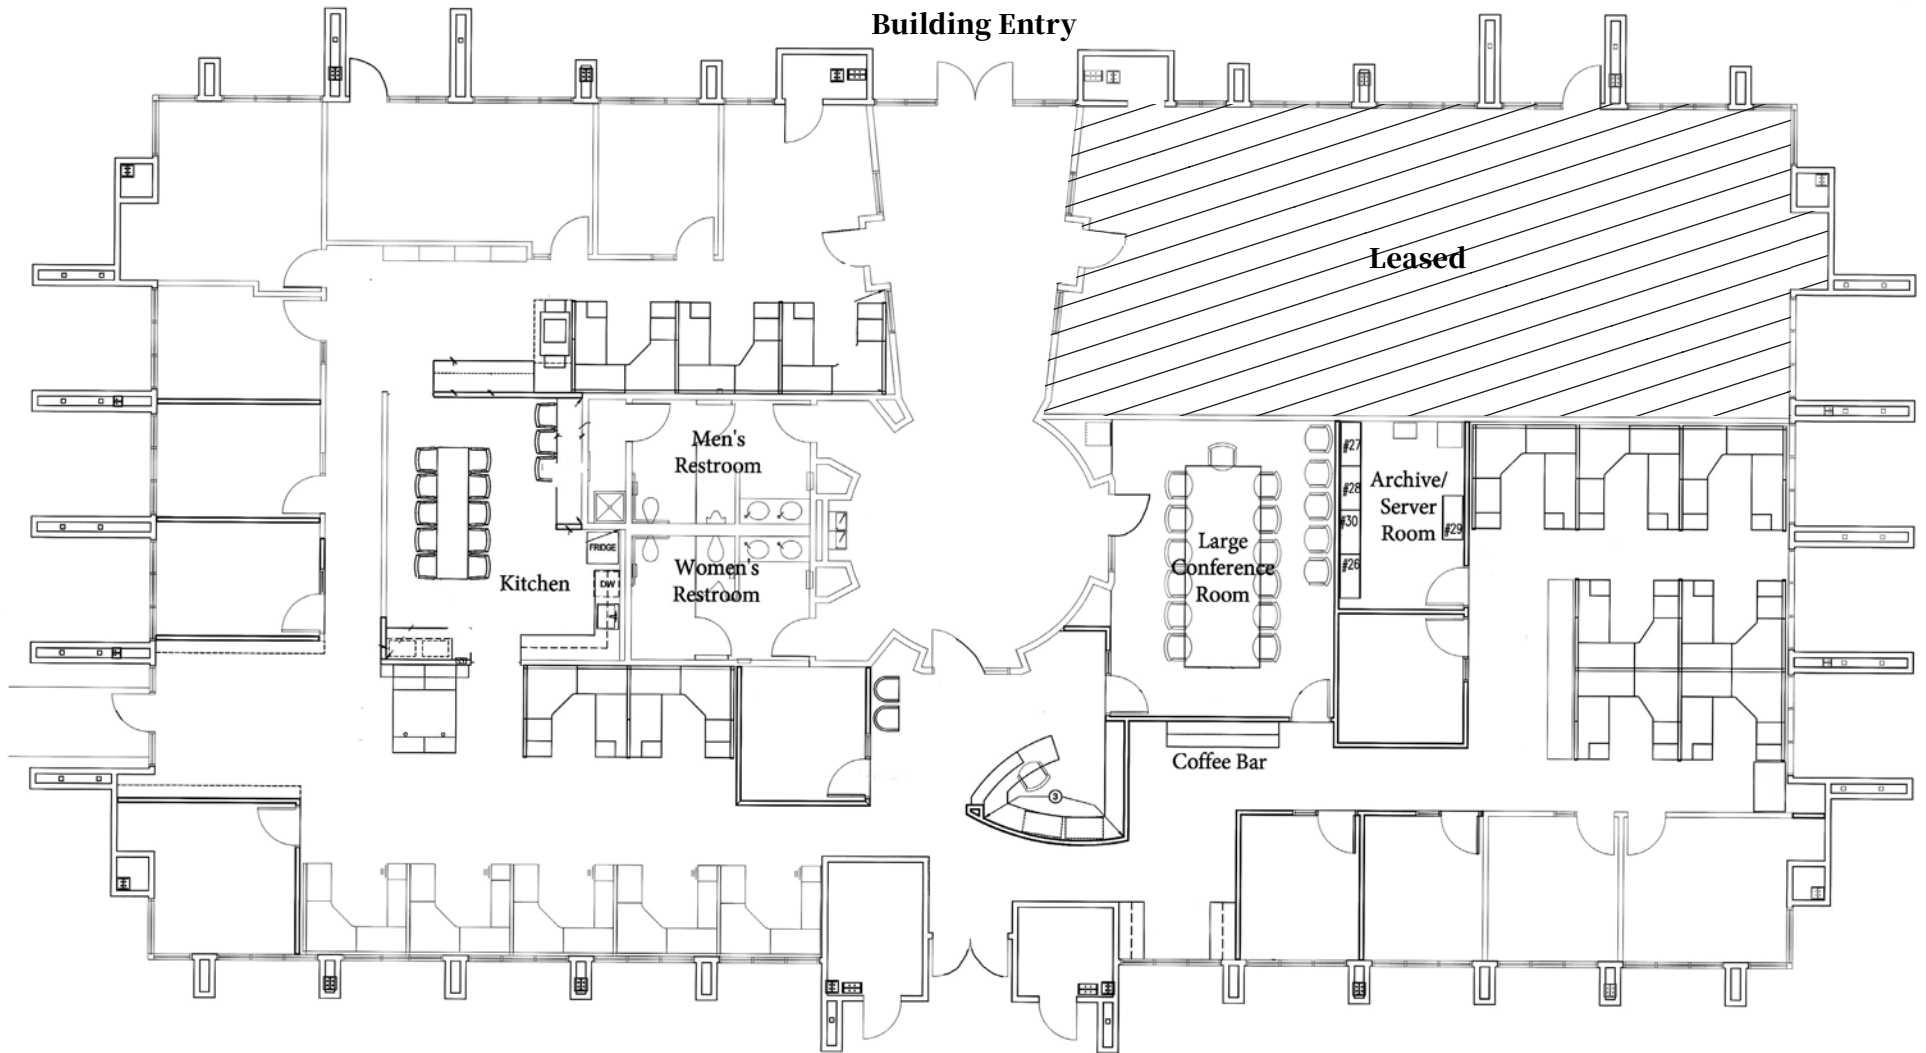 Building Entry
Leased
Men's
Restroom
#27
#28
#30
#26
Archive/
Server
Room
#29
FRIDGE
DW
Kitchen
Women's
Restroom
Large
Conference
Room
Coffee Bar
3